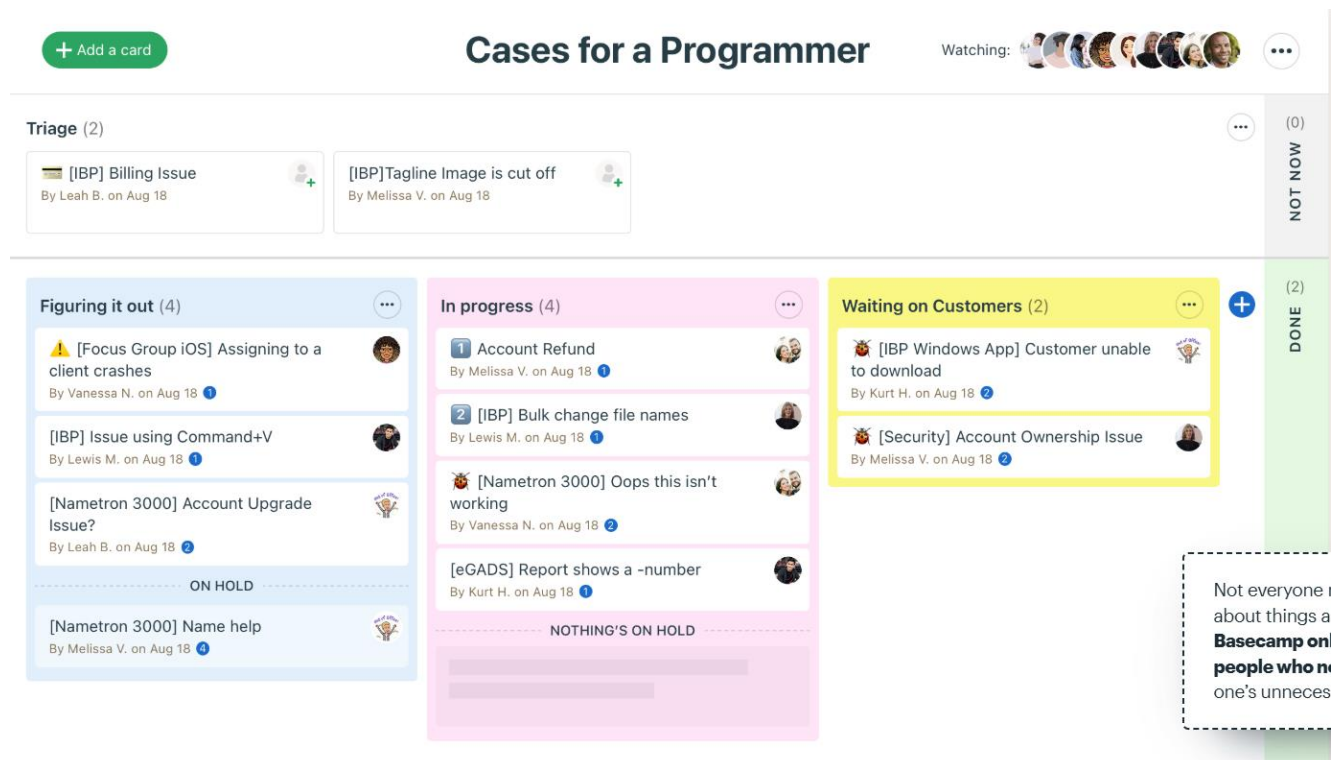 + Add a card
Cases for a Programmer
Watching:
Triage (2)
[IBP] Billing Issue
By Leah B. on Aug 18
[IBP]Tagline Image is cut off
By Melissa V. on Aug 18
(0)
NOT NOW
Figuring it out (4)
[Focus Group iOS] Assigning to a
client crashes
By Vanessa N. on Aug 18 1
[IBP] Issue using Command+V
By Lewis M. on Aug 18 1
[Nametron 3000] Account Upgrade
Issue?
By Leah B. on Aug 18 2
ON HOLD
[Nametron 3000] Name help
By Melissa V. on Aug 18 4
In progress (4)
1 Account Refund
By Melissa V. on Aug 18 1
2 [IBP] Bulk change file names
By Lewis M. on Aug 18 1
[Nametron 3000] Oops this isn't
working
By Vanessa N. on Aug 18 2
[eGADS] Report shows a -number
By Kurt H. on Aug 18 1
NOTHING'S ON HOLD
Waiting on Customers (2)
[IBP Windows App] Customer unable
to download
By Kurt H. on Aug 18 2
[Security] Account Ownership Issue
By Melissa V. on Aug 18 2
(2)
DONE
Not everyone
about things
Basecamp
people who
one's